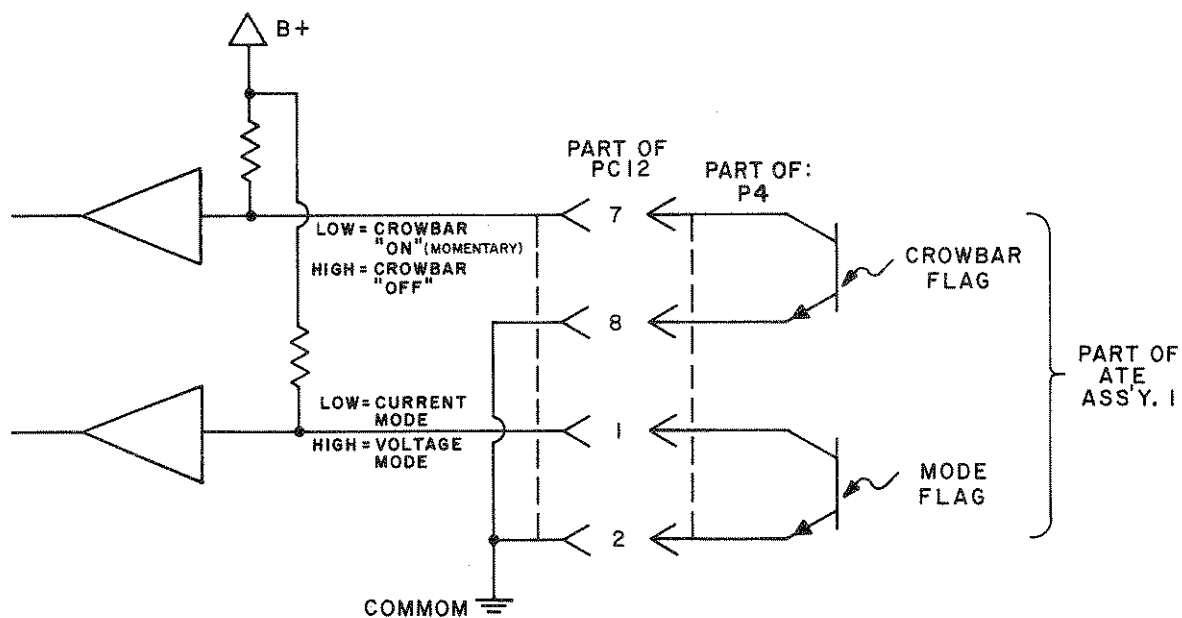 B+
PART OF
PC12
PART OF:
P4
7
LOW = CROWBAR
"ON" (MOMENTARY)
HIGH = CROWBAR
"OFF"
CROWBAR
FLAG
8
PART OF
ATE
ASS'Y. 1
LOW = CURRENT
MODE
1
HIGH = VOLTAGE
MODE
MODE
FLAG
2
COMMOM